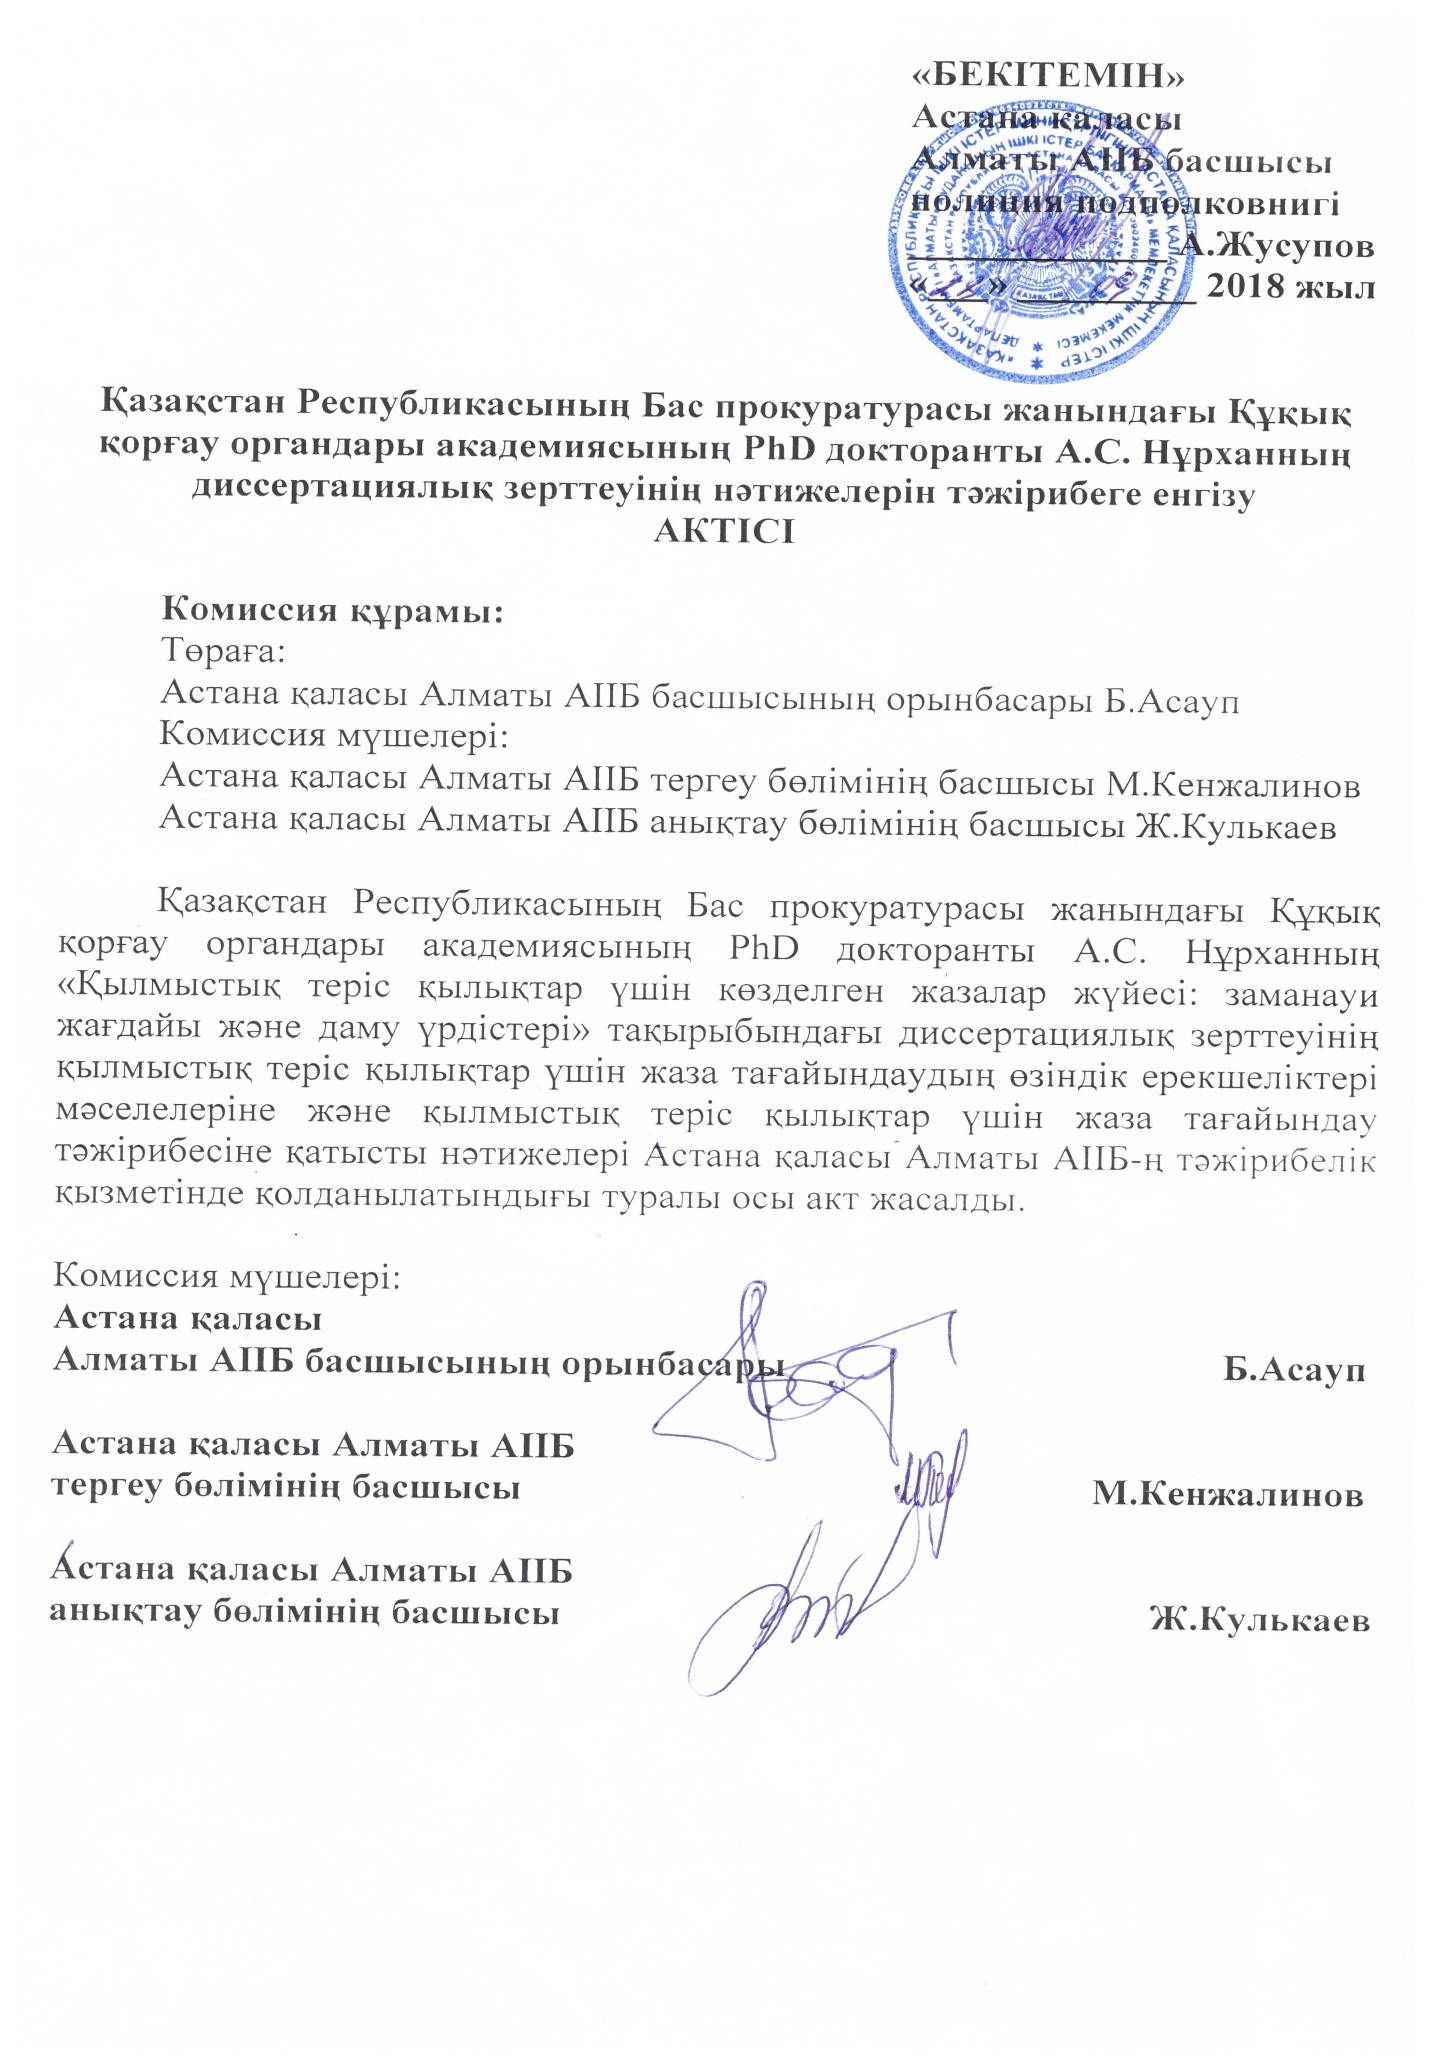 «БЕКІТЕМІН»
Астана қаласы
Алматы АІІБ басшысы
полиция подполковнигі
А.Жусупов
«28» 09 2018 жыл
Қазақстан Республикасының Бас прокуратурасы жанындағы Құқық
қорғау органдары академиясының PhD докторанты А.С. Нұрханның
диссертациялық зерттеуінің нәтижелерін тәжірибеге енгізу
АКТІСІ
Комиссия құрамы:
Төраға:
Астана қаласы Алматы АІІБ басшысының орынбасары Б.Асауп
Комиссия мүшелері:
Астана қаласы Алматы АІІБ тергеу бөлімінің басшысы М.Кенжалинов
Астана қаласы Алматы АІІБ анықтау бөлімінің басшысы Ж.Кулькаев
Қазақстан Республикасының Бас прокуратурасы жанындағы Құқық
қорғау органдары академиясының PhD докторанты А.С. Нұрханның
«Қылмыстық теріс қылықтар үшін көзделген жазалар жүйесі: заманауи
жағдайы және даму үрдістері» тақырыбындағы диссертациялық зерттеуінің
қылмыстық теріс қылықтар үшін жаза тағайындаудың өзіндік ерекшеліктері
мәселелеріне және қылмыстық теріс қылықтар үшін жаза тағайындау
тәжірибесіне қатысты нәтижелері Астана қаласы Алматы АІІБ-ң тәжірибелік
қызметінде қолданылатындығы туралы осы акт жасалды.
Комиссия мүшелері:
Астана қаласы
Алматы АІІБ басшысының орынбасары Б.Асауп
Астана қаласы Алматы АІІБ
тергеу бөлімінің басшысы М.Кенжалинов
Астана қаласы Алматы АІІБ
анықтау бөлімінің басшысы Ж.Кулькаев